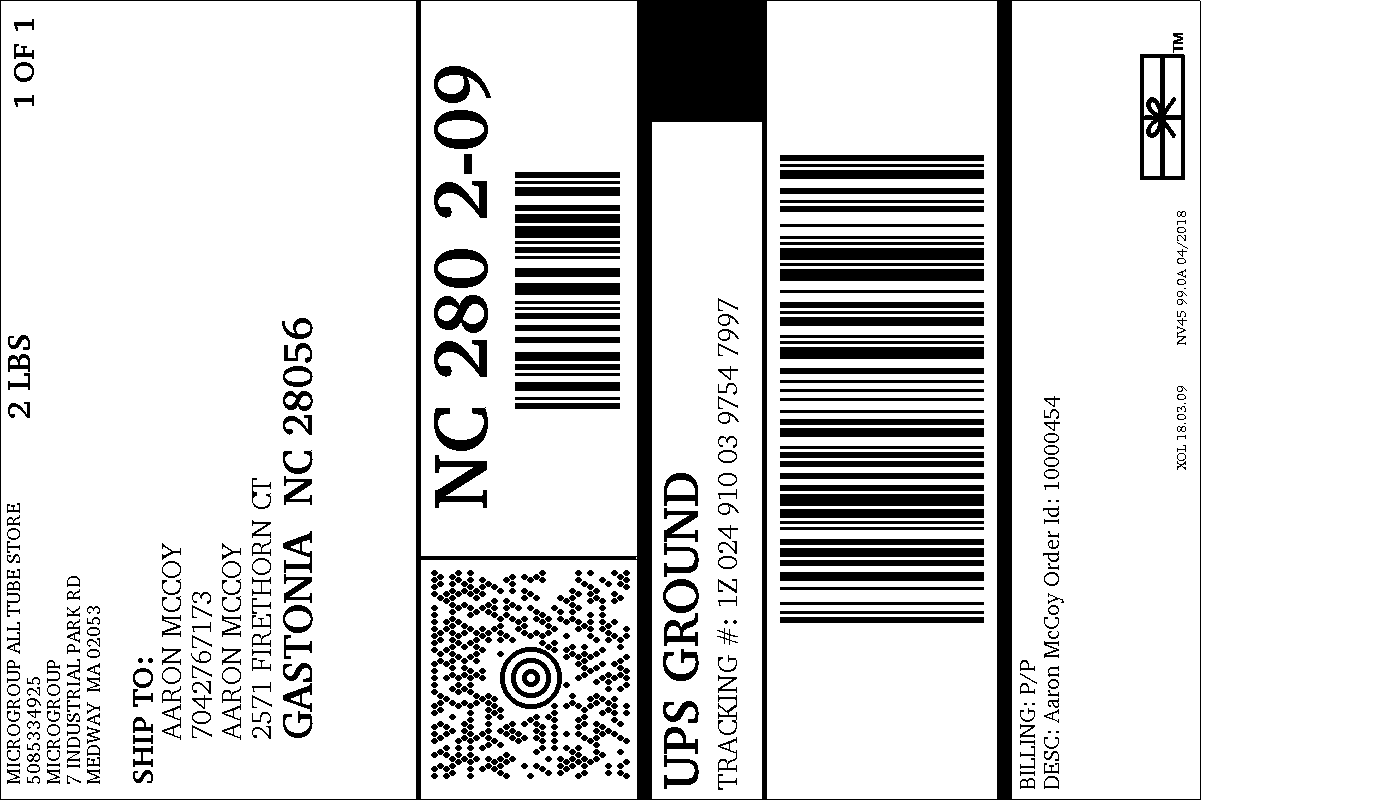 MICROGROUP ALL TUBE STORE
5085334925
MICROGROUP
7 INDUSTRIAL PARK RD
MEDWAY MA 02053
2 LBS
1 OF 1
SHIP TO:
AARON MCCOY
7042767173
AARON MCCOY
2571 FIRETHORN CT
GASTONIA NC 28056
NC 280 2-09
UPS GROUND
TRACKING #: 1Z 024 910 03 9754 7997
BILLING: P/P
DESC: Aaron McCoy Order Id: 10000454
XOL 18.03.09 NV45 99.0A 04/2018
TM